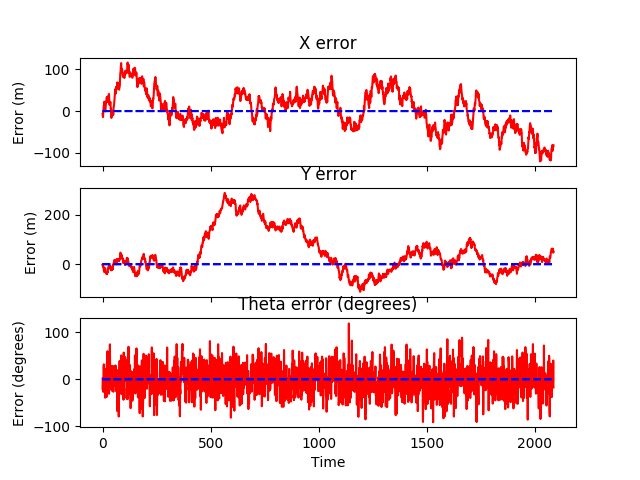 X error
Error (m)
100
0
−100
Y error
Error (m)
200
0
Theta error (degrees)
Error (degrees)
100
0
−100
0 500 1000 1500 2000
Time